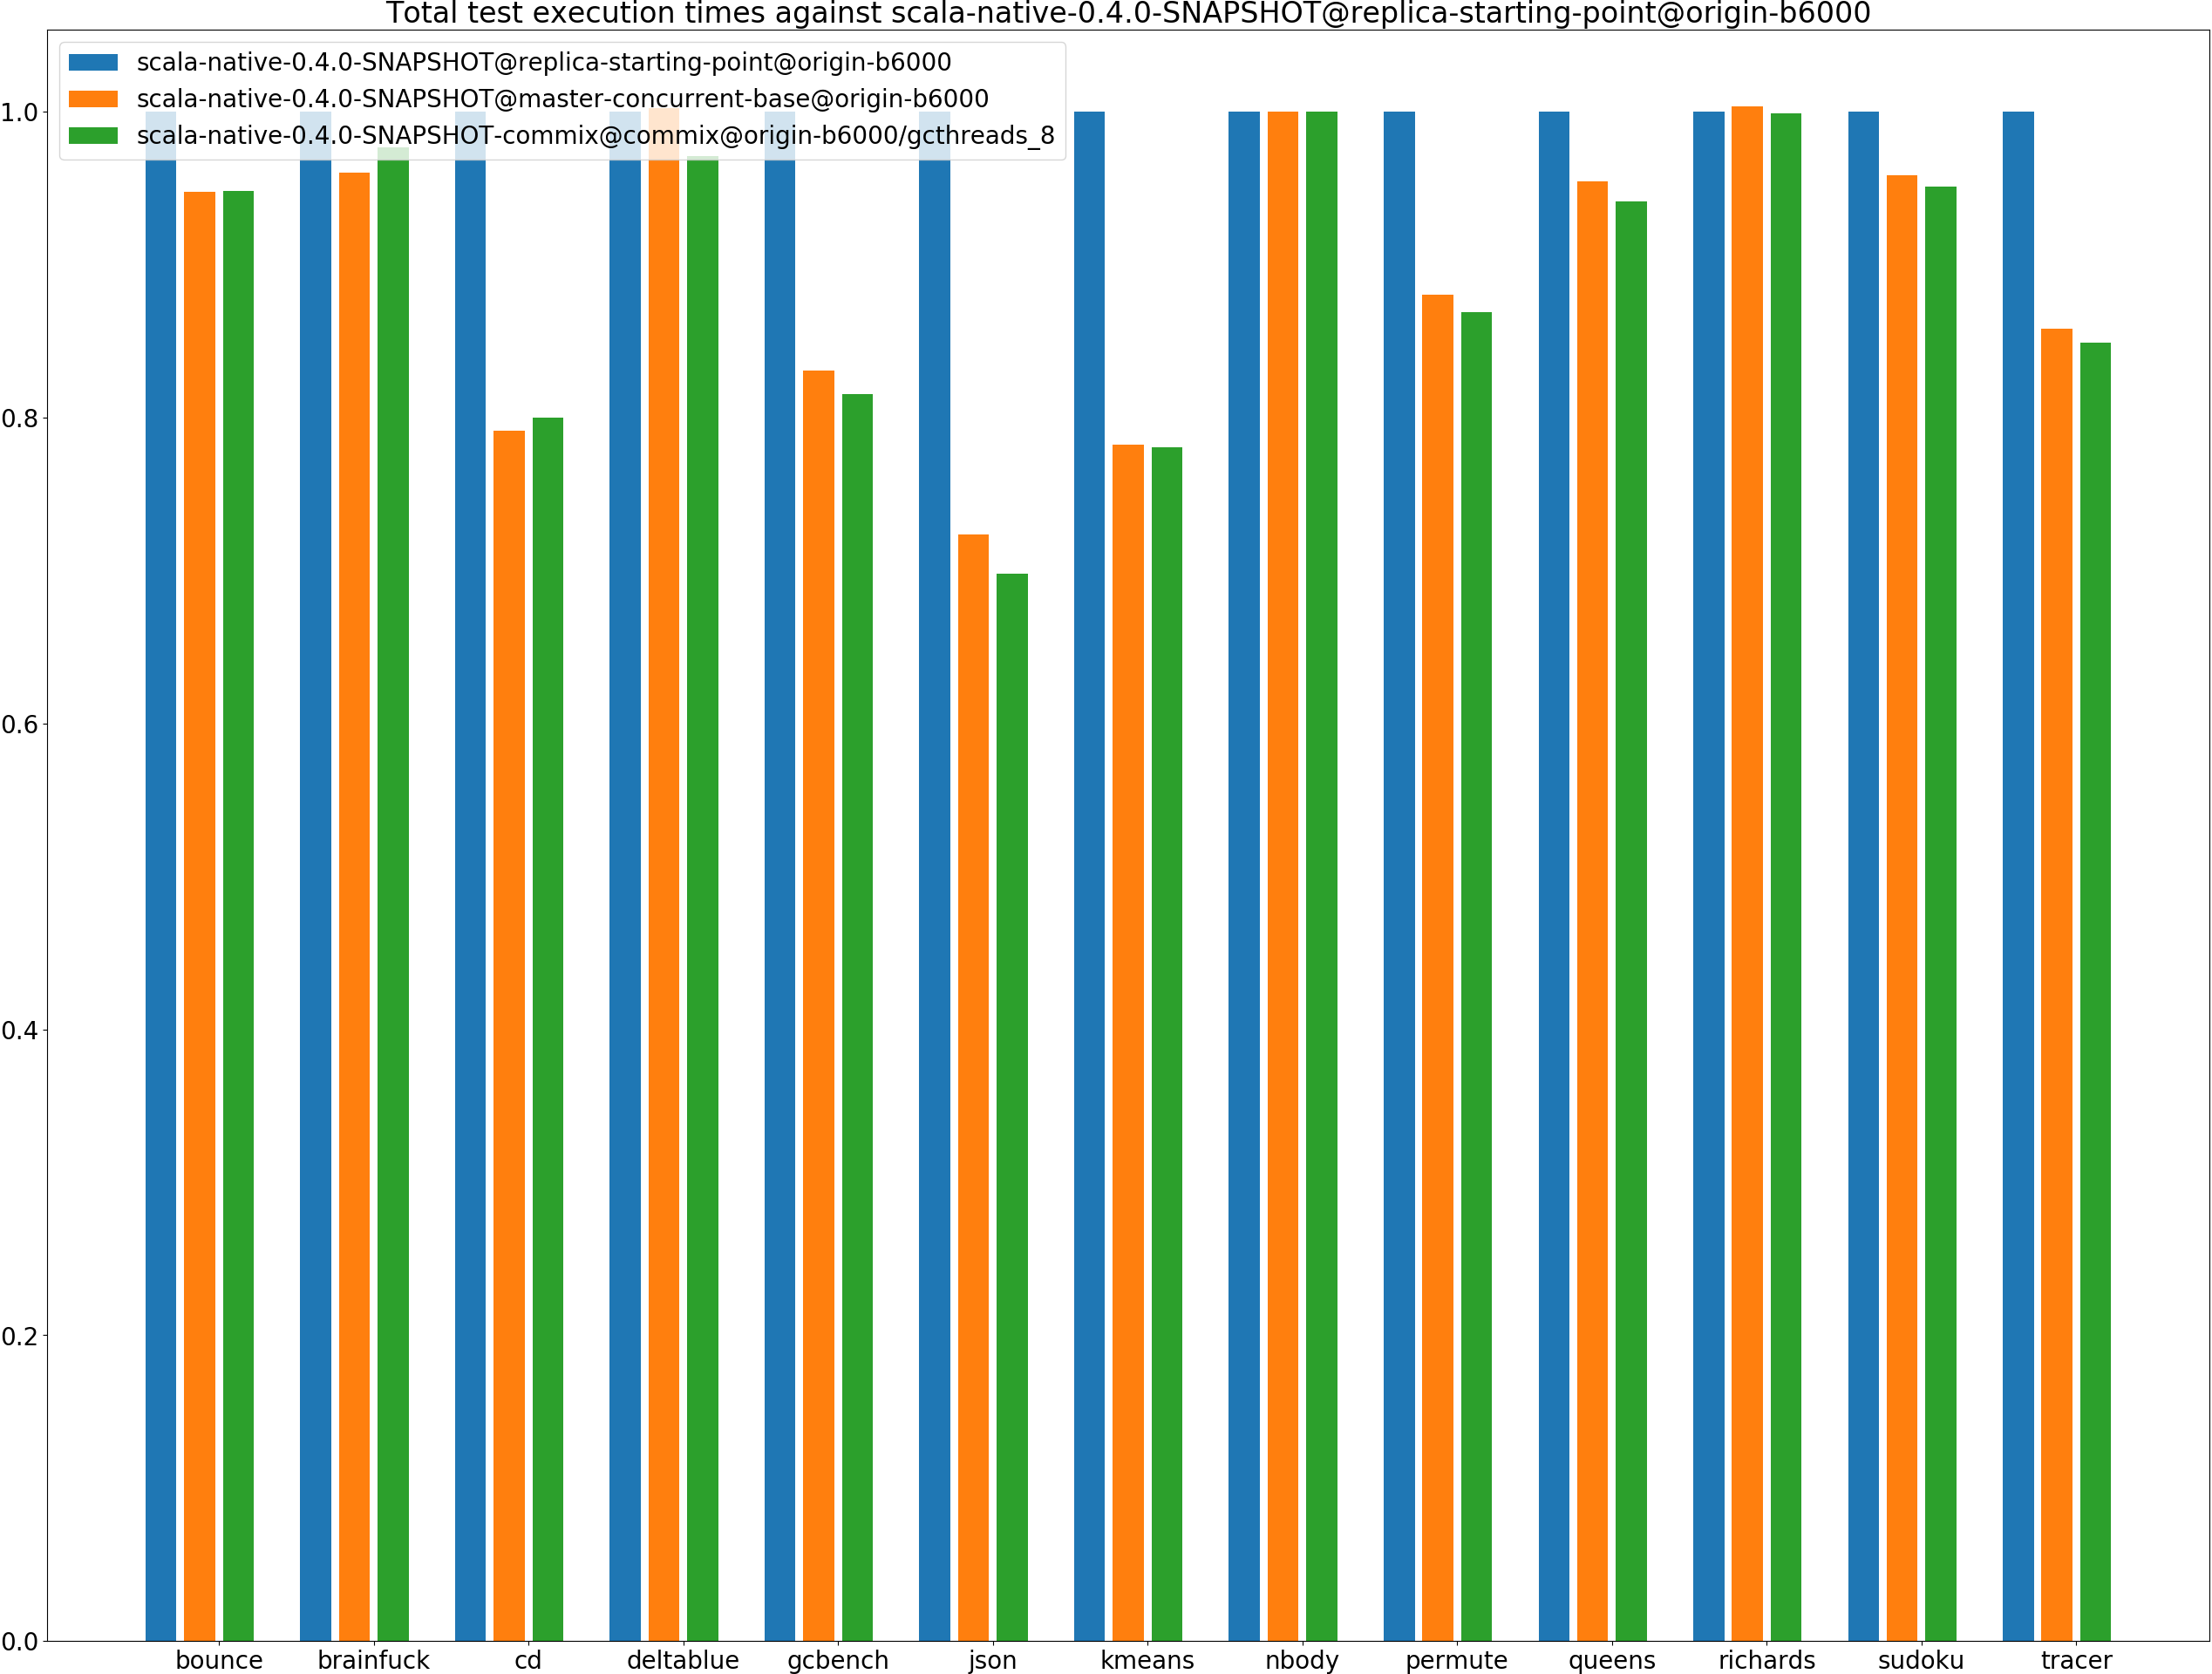 Total test execution times against scala-native-0.4.0-SNAPSHOT@replica-starting-point@origin-b6000
scala-native-0.4.0-SNAPSHOT@replica-starting-point@origin-b6000
scala-native-0.4.0-SNAPSHOT@master-concurrent-base@origin-b6000
scala-native-0.4.0-SNAPSHOT-commix@commix@origin-b6000/gcthreads_8
1.0
0.8
0.6
0.4
0.2
0.0
bounce brainfuck cd deltablue gcbench json kmeans nbody permute queens richards sudoku tracer